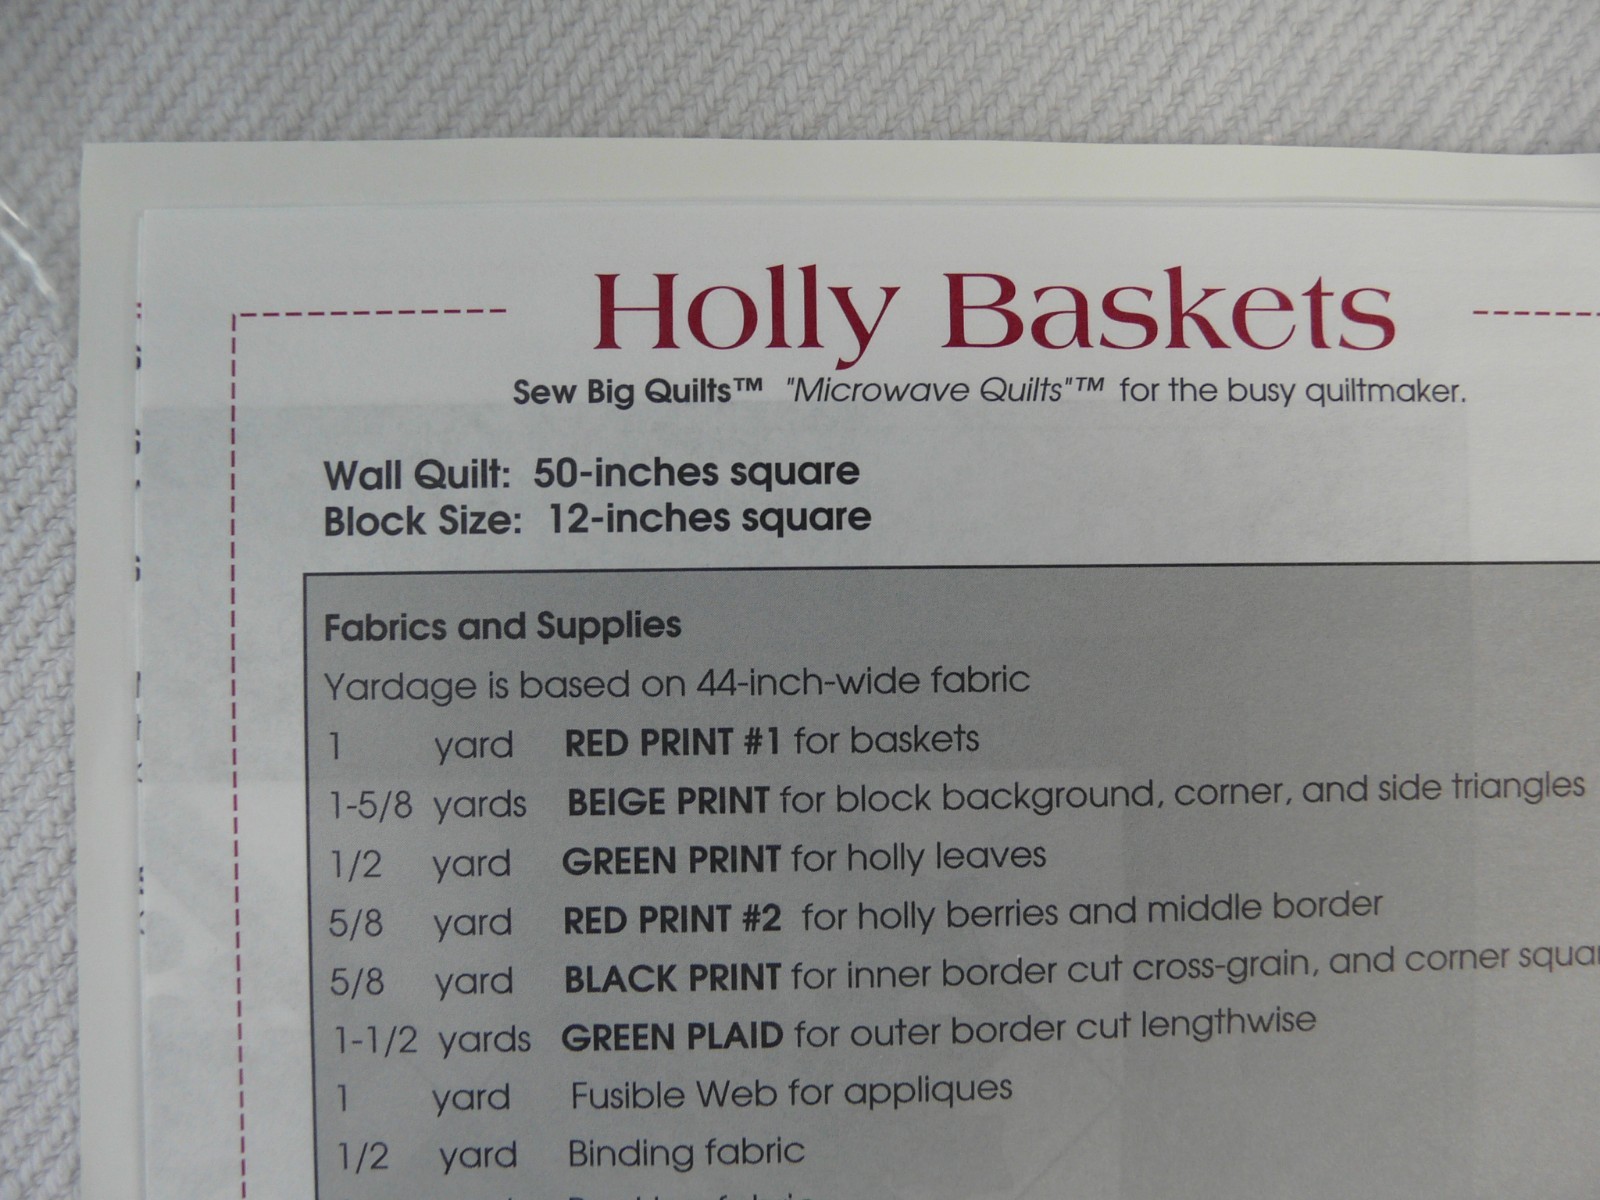 Holly Baskets
Sew Big Quilts™ "Microwave Quilts"™ for the busy quiltmaker.
Wall Quilt: 50-inches square
Block Size: 12-inches square
Fabrics and Supplies
Yardage is based on 44-inch-wide fabric
1 yard RED PRINT #1 for baskets
1-5/8 yards BEIGE PRINT for block background, corner, and side triangles
1/2 yard GREEN PRINT for holly leaves
5/8 yard RED PRINT #2 for holly berries and middle border
5/8 yard BLACK PRINT for inner border cut cross-grain, and corner
1-1/2 yards GREEN PLAID for outer border cut lengthwise
1 yard Fusible Web for appliques
1/2 yard Binding fabric